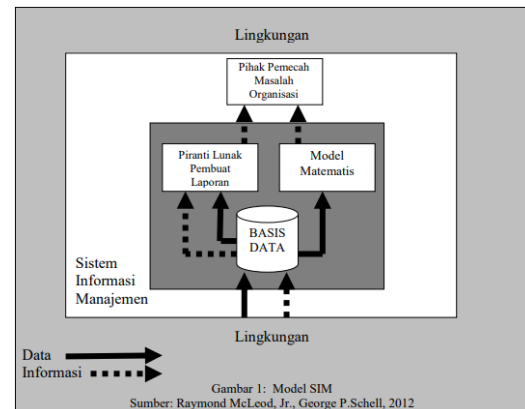 Lingkungan
Pihak Pemecah
Masalah
Organisasi
Piranti Lunak
Pembuat
Laporan
Model
Matematis
BASIS
DATA
Sistem
Informasi
Manajemen
Lingkungan
Data
Informasi
Gambar 1: Model SIM
Sumber: Raymond McLeod, Jr., George P.Schell, 2012